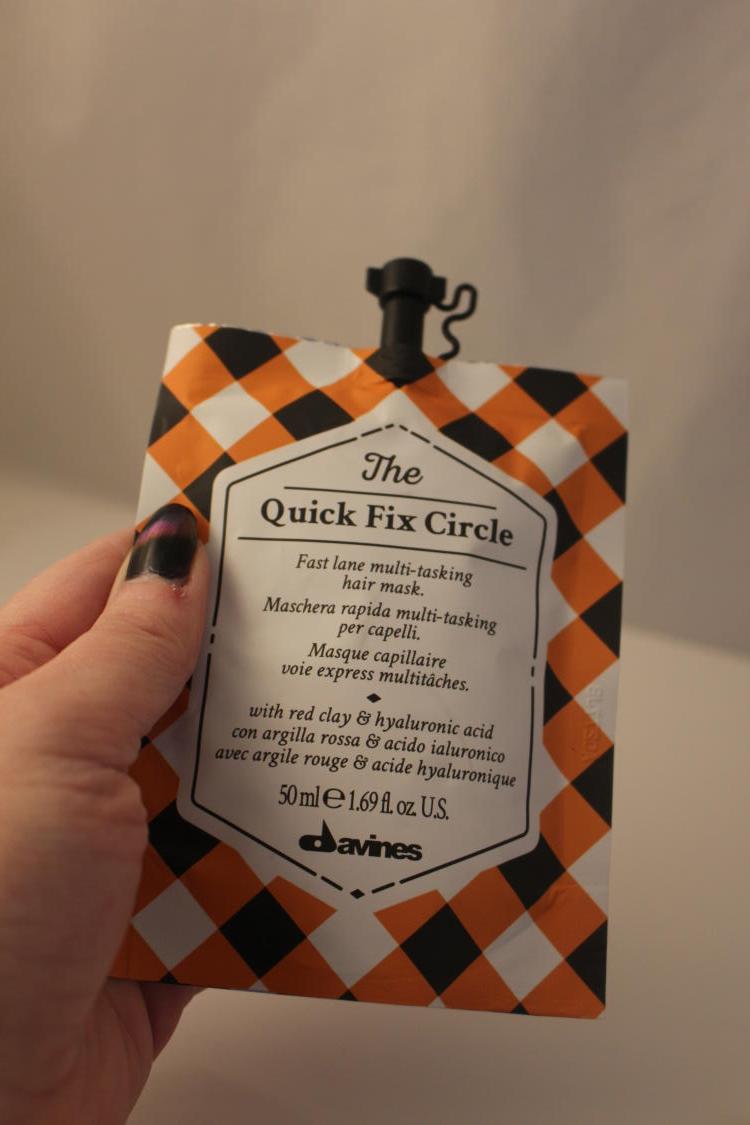 The
Quick Fix Circle
Fast lane multi-tasking
hair mask.
Maschera rapida multi-tasking
per capelli.
Masque capillaire
voie express multitâches.
with red clay & hyaluronic acid
con argilla rossa & acido ialuronico
avec argile rouge & acide hyaluronique
50 ml ℮ 1.69 fl. oz. U.S.
davines